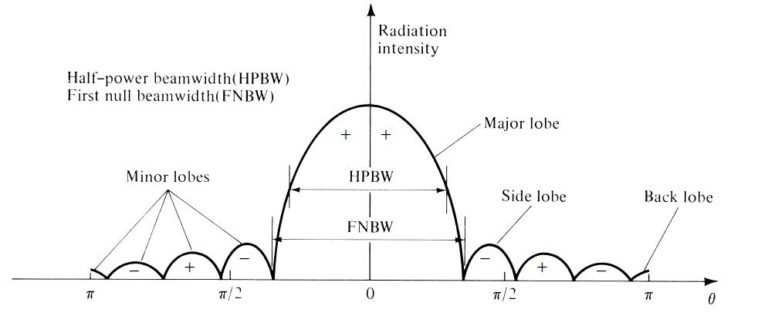 Radiation
intensity
Half-power beamwidth(HPBW)
First null beamwidth(FNBW)
Major lobe
+ +
Minor lobes
HPBW
Side lobe
Back lobe
FNBW
− + − − + −
π π/2 0 π/2 π θ